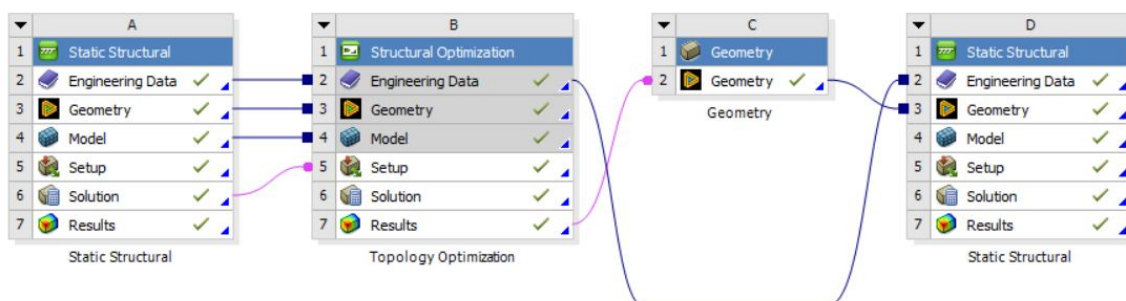 A
1 Static Structural
2 Engineering Data
3 Geometry
4 Model
5 Setup
6 Solution
7 Results
Static Structural
B
1 Structural Optimization
2 Engineering Data
3 Geometry
4 Model
5 Setup
6 Solution
7 Results
Topology Optimization
C
1 Geometry
2 Geometry
Geometry
D
1 Static Structural
2 Engineering Data
3 Geometry
4 Model
5 Setup
6 Solution
7 Results
Static Structural